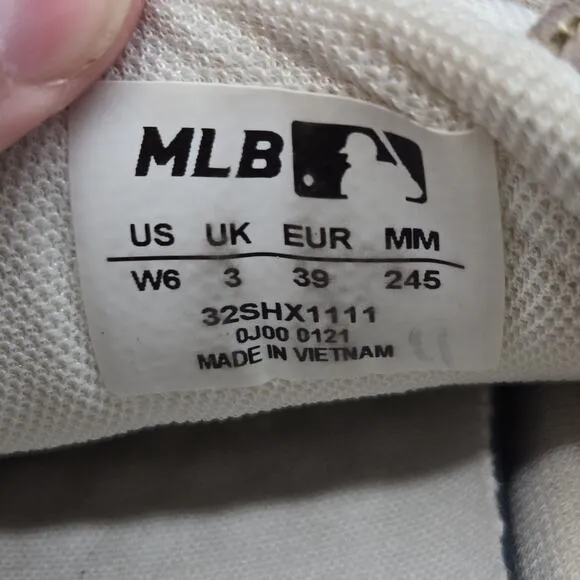 MLB
US UK EUR MM
W6 3 39 245
32SHX1111
0J00 0121
MADE IN VIETNAM